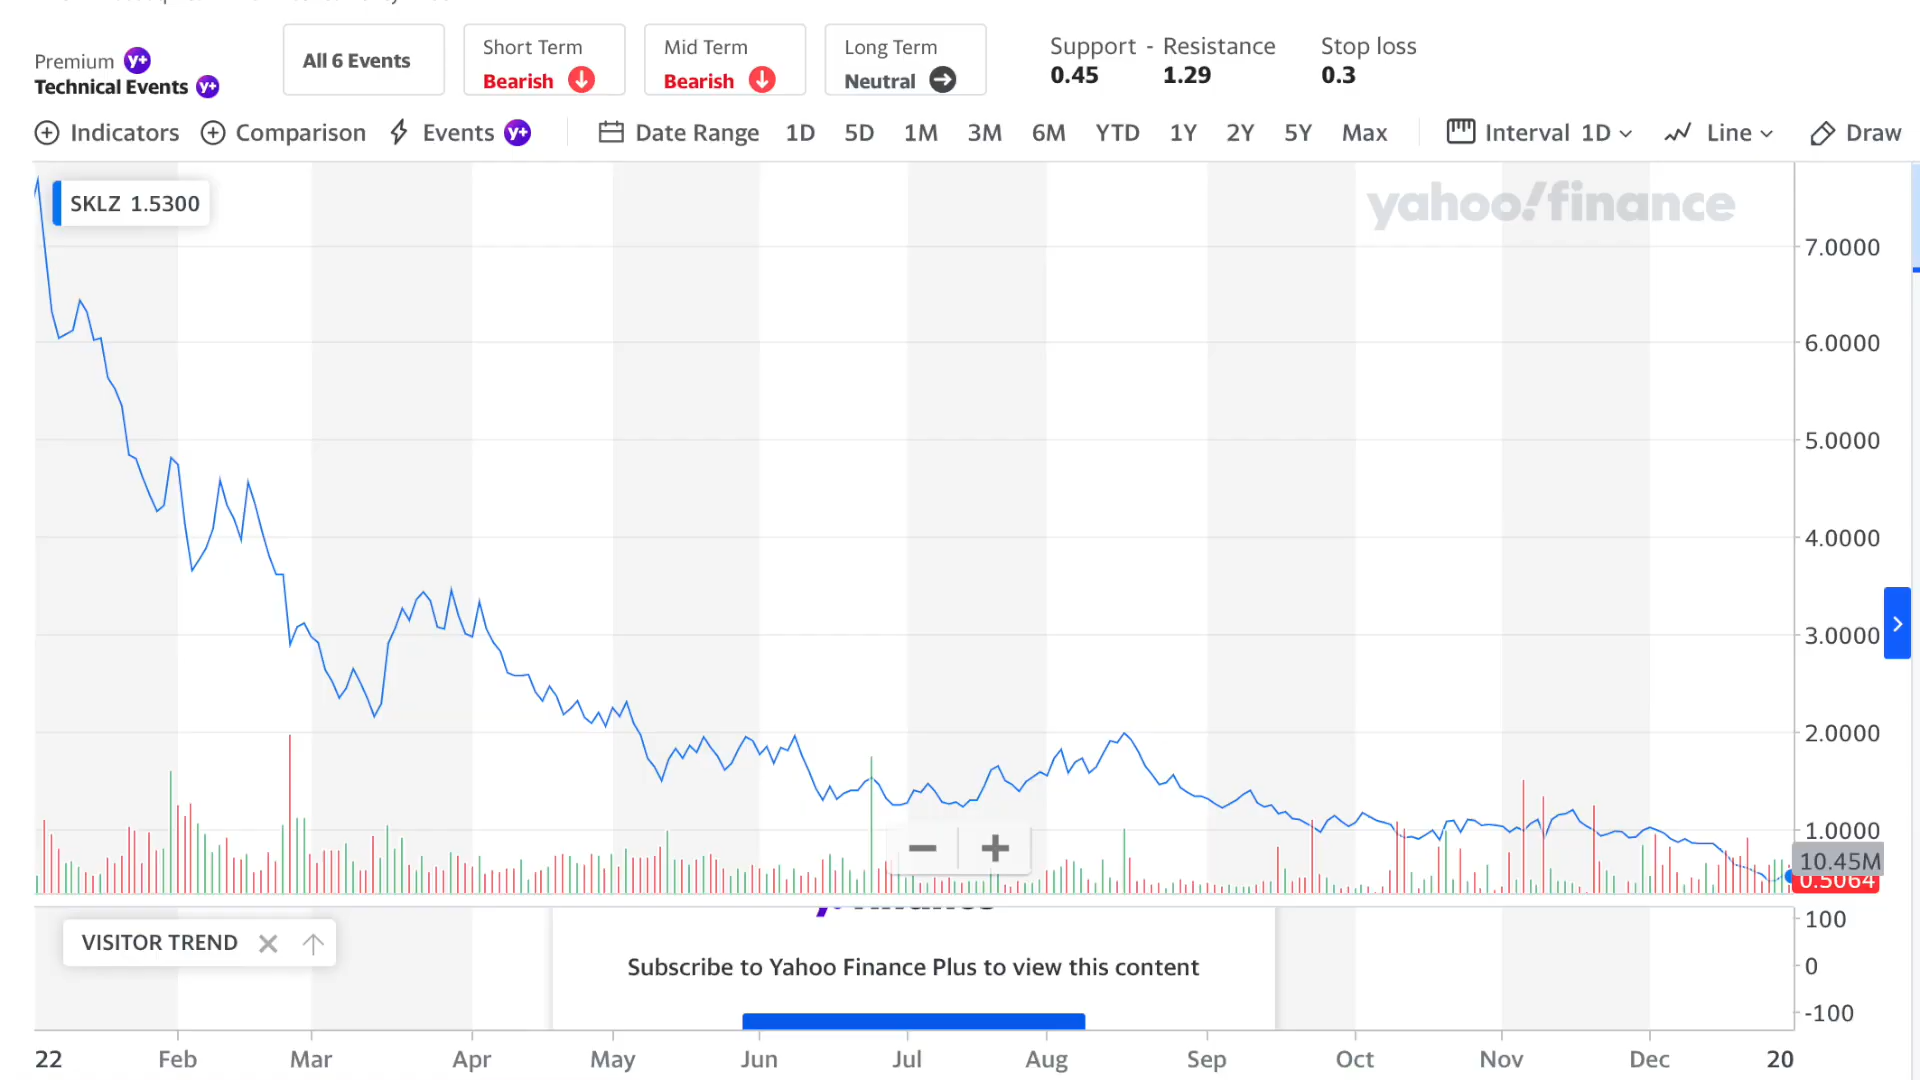 Premium y+
Technical Events y+
All 6 Events
Short Term
Bearish
Mid Term
Bearish
Long Term
Neutral
Support - Resistance
0.45 1.29
Stop loss
0.3
Indicators Comparison Events y+ Date Range 1D 5D 1M 3M 6M YTD 1Y 2Y 5Y Max Interval 1D Line Draw
SKLZ 1.5300
yahoo!finance
7.0000
6.0000
5.0000
4.0000
3.0000
2.0000
1.0000
10.45M
0.5064
VISITOR TREND
Subscribe to Yahoo Finance Plus to view this content
100
0
-100
22 Feb Mar Apr May Jun Jul Aug Sep Oct Nov Dec 20